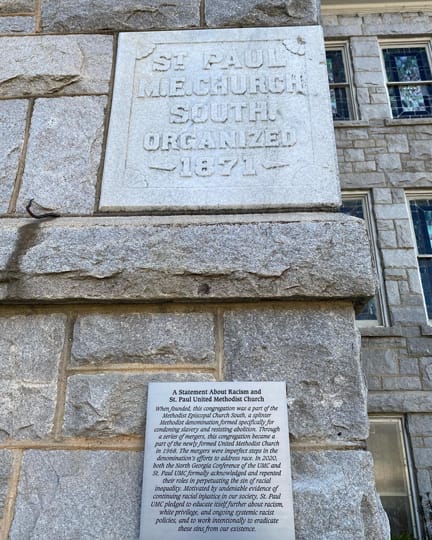 ST PAUL
M.E.CHURCH
SOUTH.
ORGANIZED
1871
A Statement About Racism and
St. Paul United Methodist Church
When founded, this congregation was a part of the
Methodist Episcopal Church South, a splinter
Methodist denomination formed specifically for
condoning slavery and resisting abolition. Through
a series of mergers, this congregation became a
part of the newly formed United Methodist Church
in 1968. The mergers were imperfect steps in the
denomination's efforts to address race. In 2020,
both the North Georgia Conference of the UMC and
St. Paul UMC formally acknowledged and repented
their roles in perpetuating the sin of racial
inequality. Motivated by undeniable evidence of
continuing racial injustice in our society, St. Paul
UMC pledged to educate itself further about racism,
white privilege, and ongoing systemic racist
policies, and to work intentionally to eradicate
these sins from our existence.